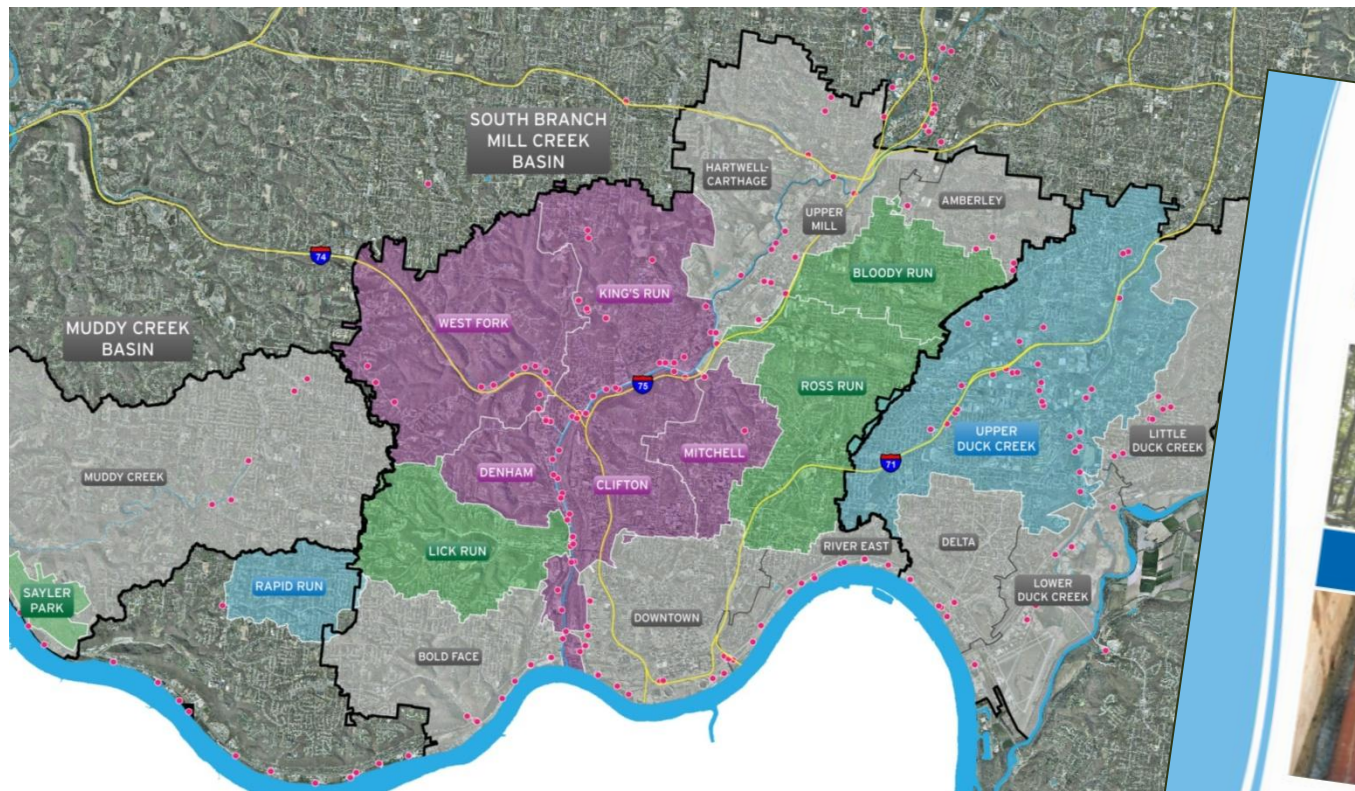 SOUTH BRANCH
MILL CREEK
BASIN
HARTWELL-
CARTHAGE
AMBERLEY
UPPER
MILL
74
BLOODY RUN
KING'S RUN
WEST FORK
MUDDY CREEK
BASIN
75
ROSS RUN
UPPER
DUCK CREEK
LITTLE
DUCK CREEK
MITCHELL
71
MUDDY CREEK
DENHAM
CLIFTON
LICK RUN
RIVER EAST
DELTA
RAPID RUN
SAYLER
PARK
LOWER
DUCK CREEK
DOWNTOWN
BOLD FACE